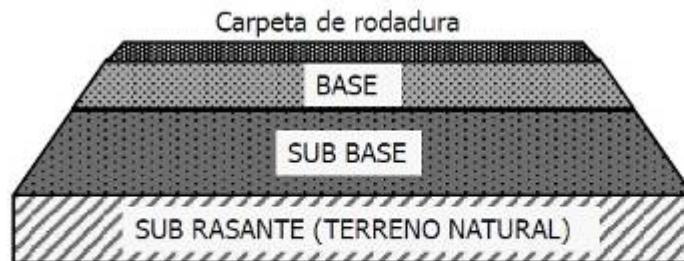 Carpeta de rodadura
BASE
SUB BASE
SUB RASANTE (TERRENO NATURAL)